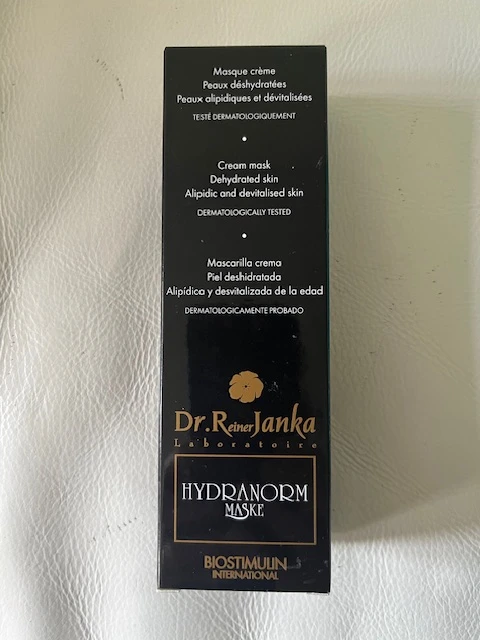 Masque crème
Peaux déshydratées
Peaux alipidiques et dévitalisées
TESTÉ DERMATOLOGIQUEMENT
•
Cream mask
Dehydrated skin
Alipidic and devitalised skin
DERMATOLOGICALLY TESTED
•
Mascarilla crema
Piel deshidratada
Alipídica y desvitalizada de la edad
DERMATOLOGICAMENTE PROBADO
Dr.ReinerJanka
Laboratoire
HYDRANORM
MASKE
BIOSTIMULIN
INTERNATIONAL